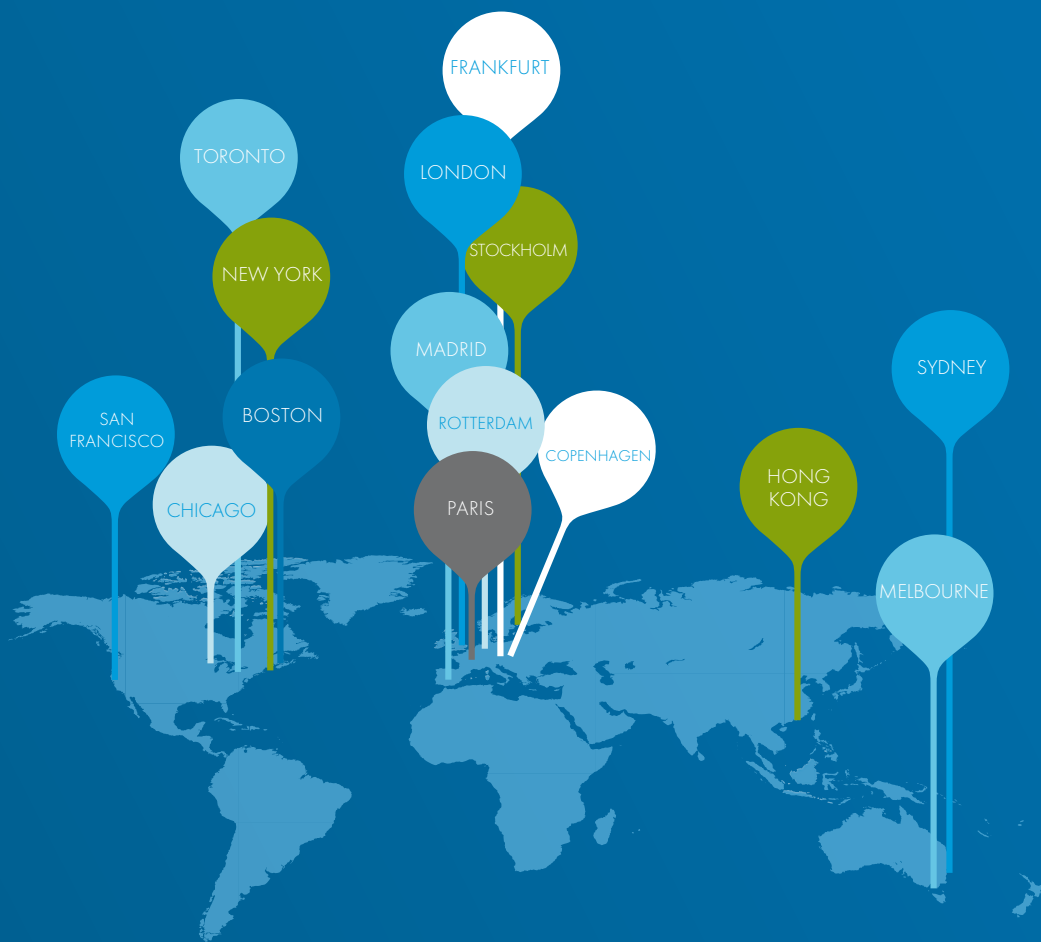 FRANKFURT
TORONTO
LONDON
STOCKHOLM
NEW YORK
MADRID
SYDNEY
SAN
FRANCISCO
BOSTON
ROTTERDAM
COPENHAGEN
HONG
KONG
CHICAGO
PARIS
MELBOURNE